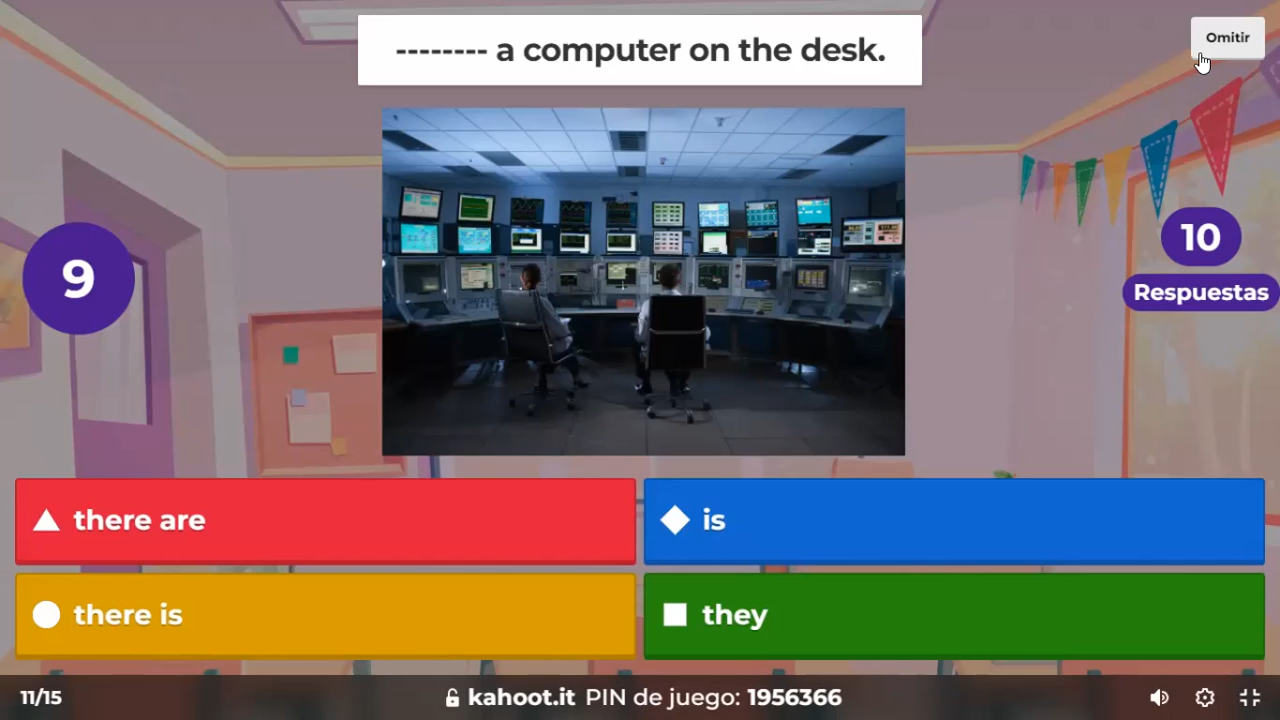 -------- a computer on the desk.
Omitir
9
10
Respuestas
there are
is
there is
they
11/15
kahoot.it PIN de juego: 1956366